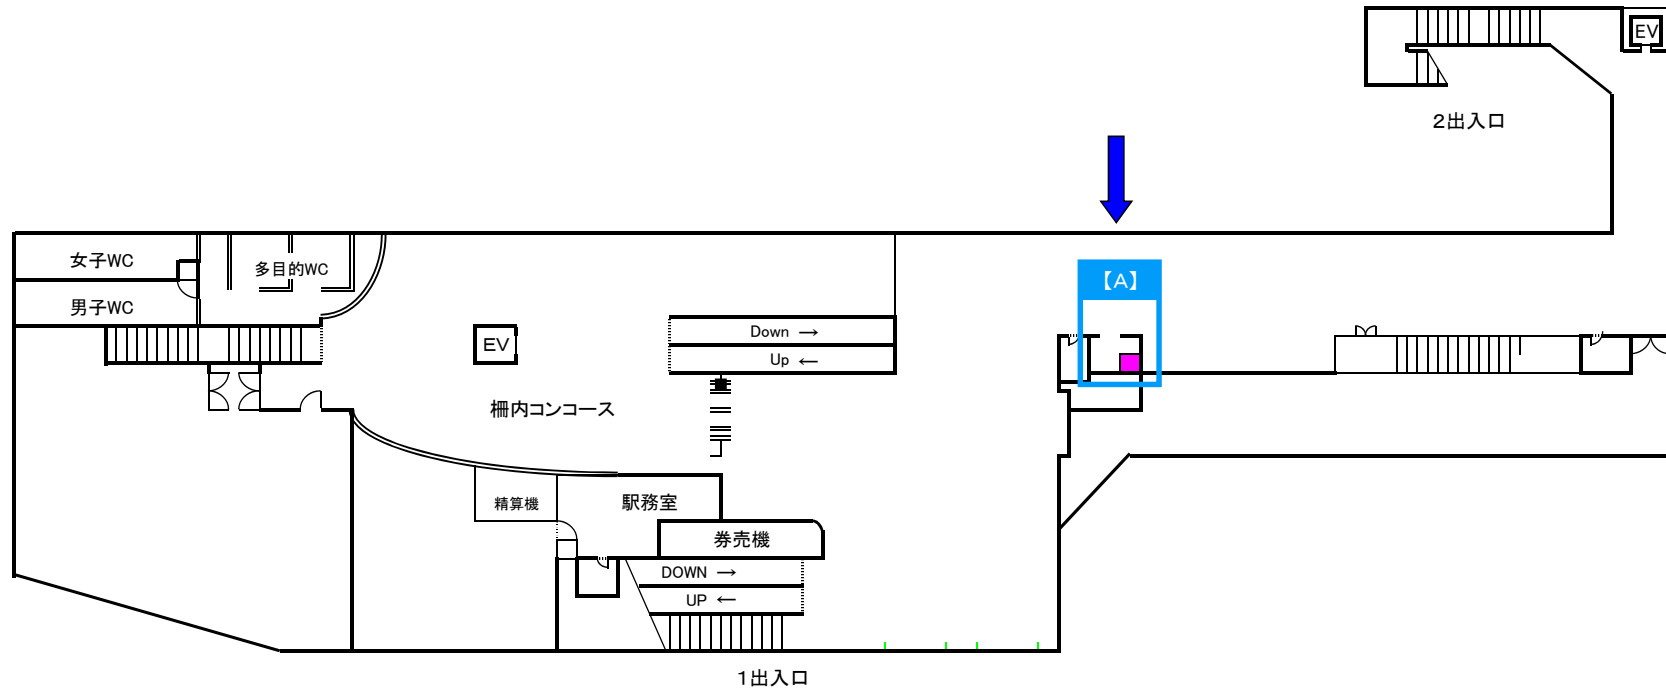 EV
2出入口
女子WC
多目的WC
【A】
男子WC
Down →
EV
Up ←
柵内コンコース
精算機
駅務室
券売機
DOWN →
UP ←
1出入口